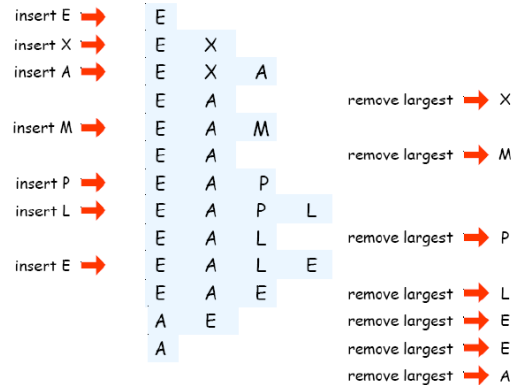 insert E E
insert X E X
insert A E X A
E A remove largest X
insert M E A M
E A remove largest M
insert P E A P
insert L E A P L
E A L remove largest P
insert E E A L E
E A E remove largest L
A E remove largest E
A remove largest E
remove largest A